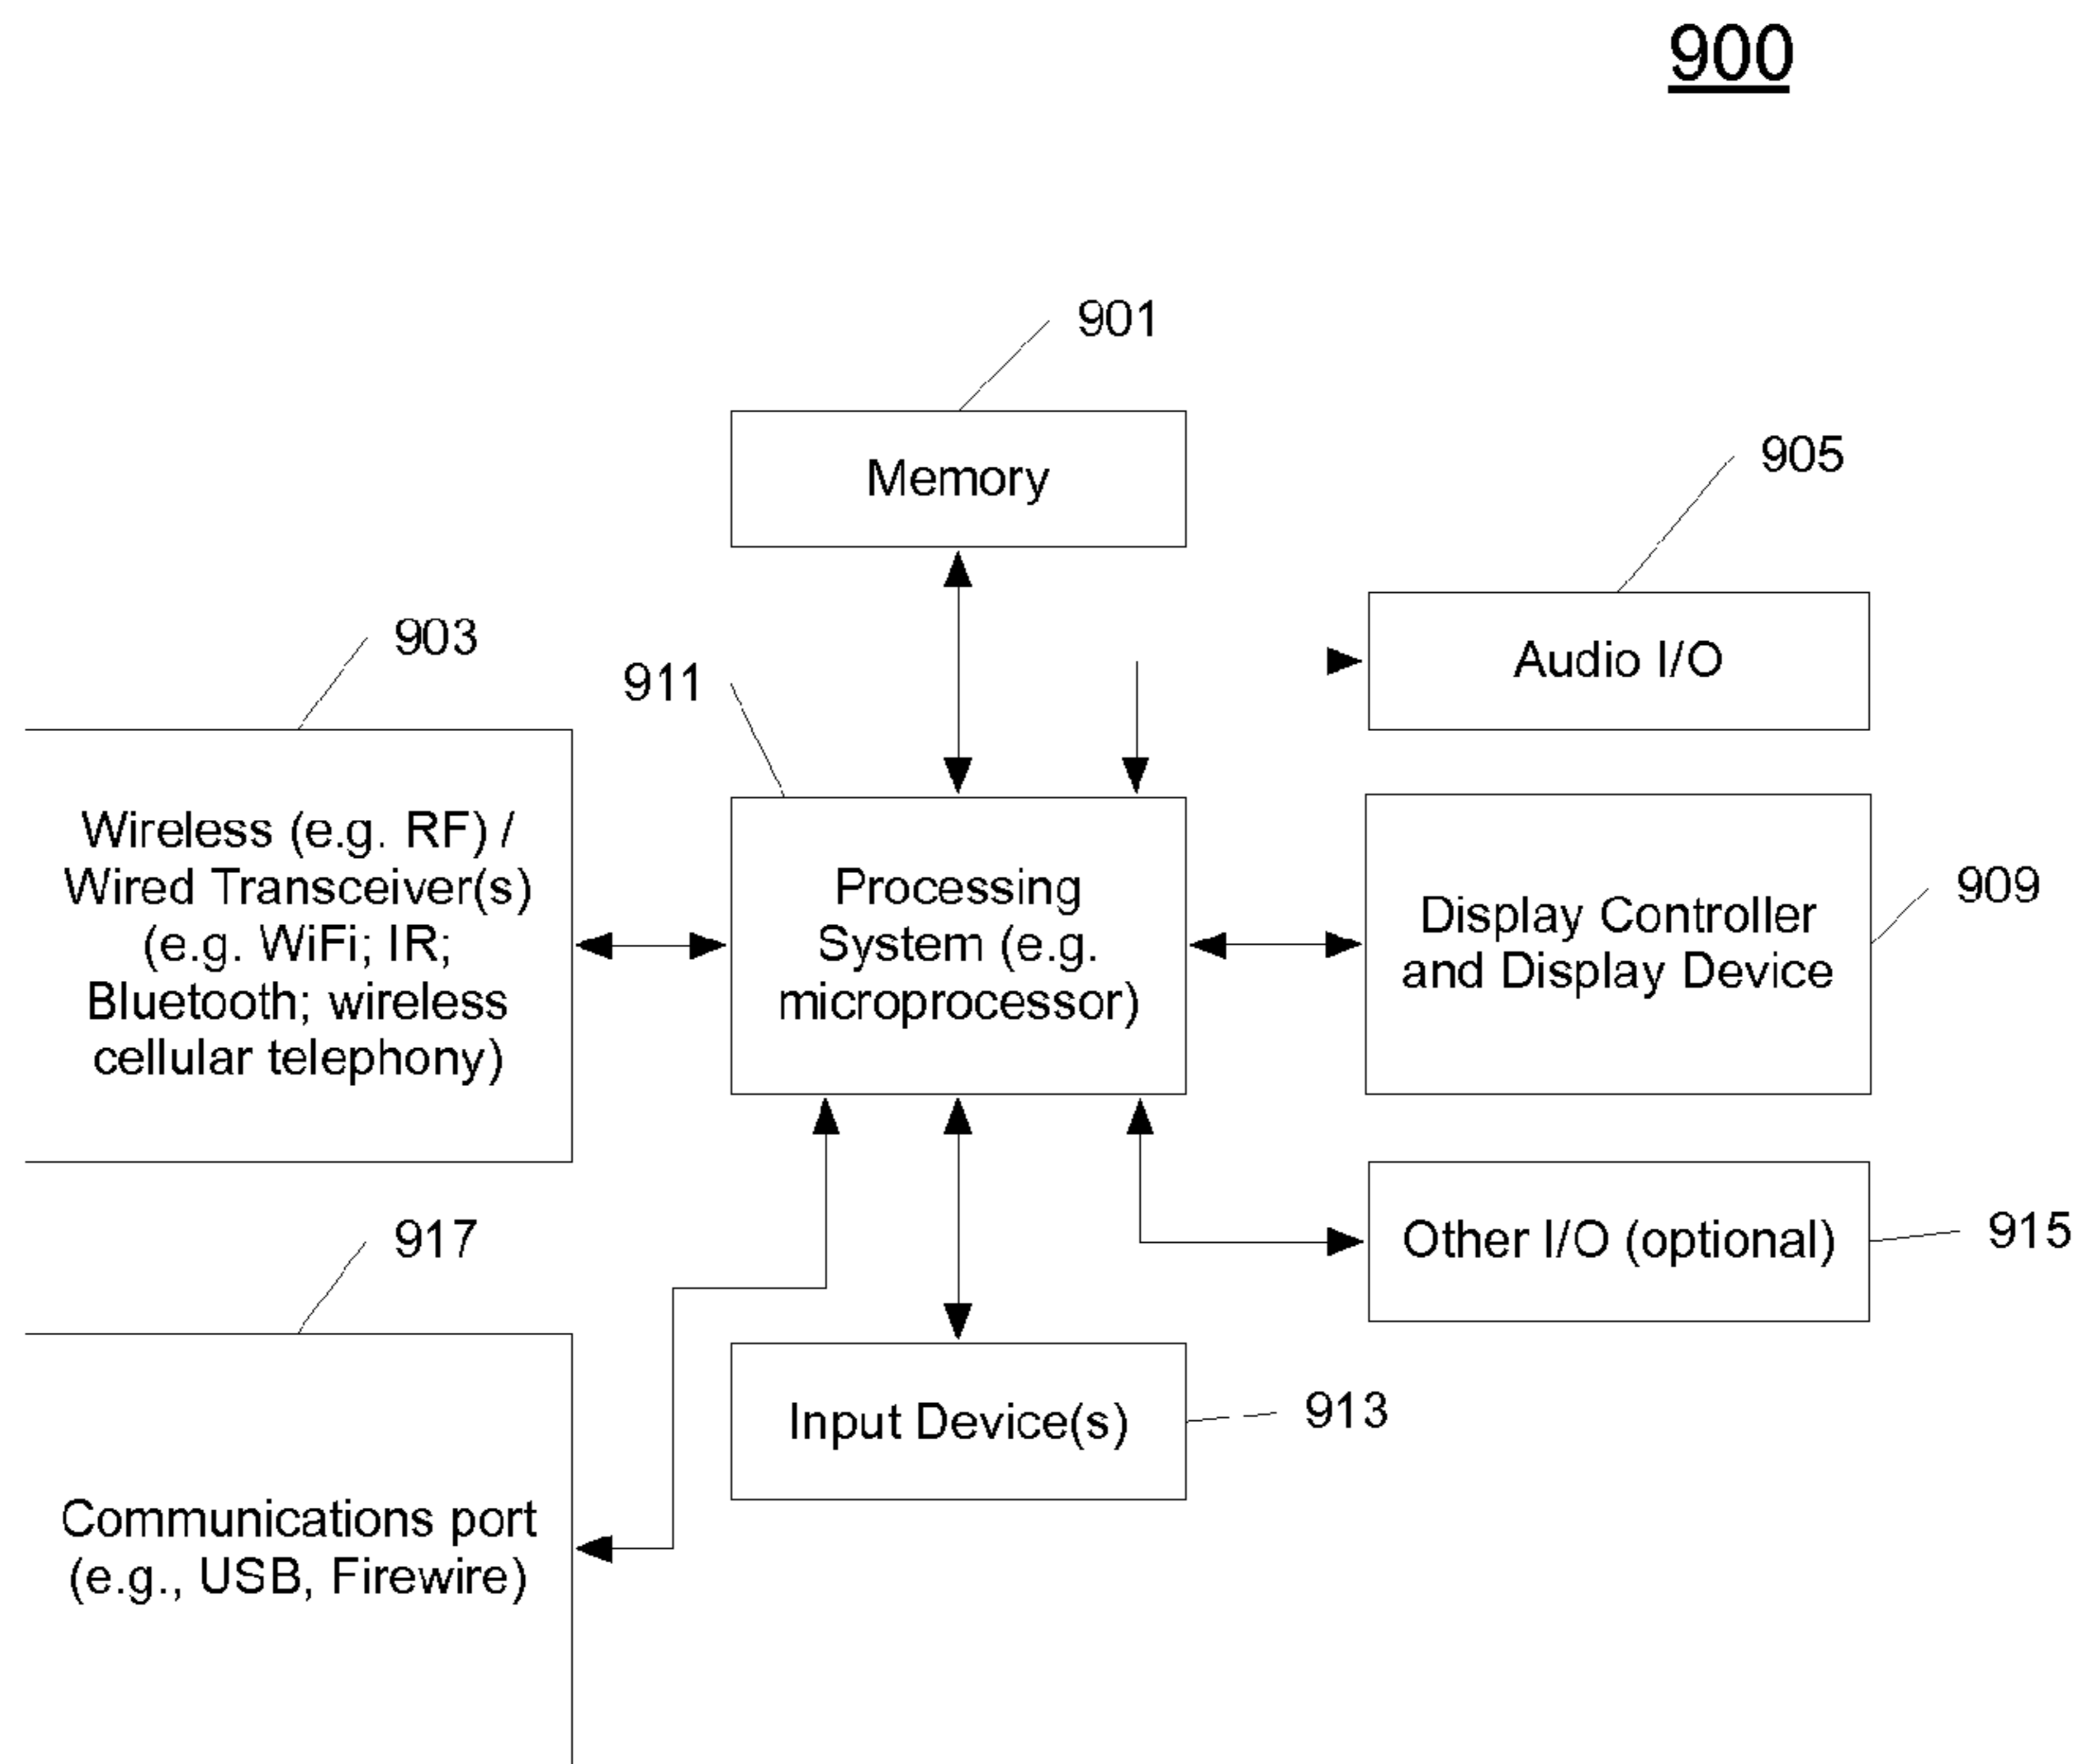 900
901
Memory
905
Audio I/O
903
911
Wireless (e.g. RF) /
Wired Transceiver(s)
(e.g. WiFi; IR;
Bluetooth; wireless
cellular telephony)
Processing
System (e.g.
microprocessor)
909
Display Controller
and Display Device
917
Other I/O (optional)
915
Input Device(s)
913
Communications port
(e.g., USB, Firewire)